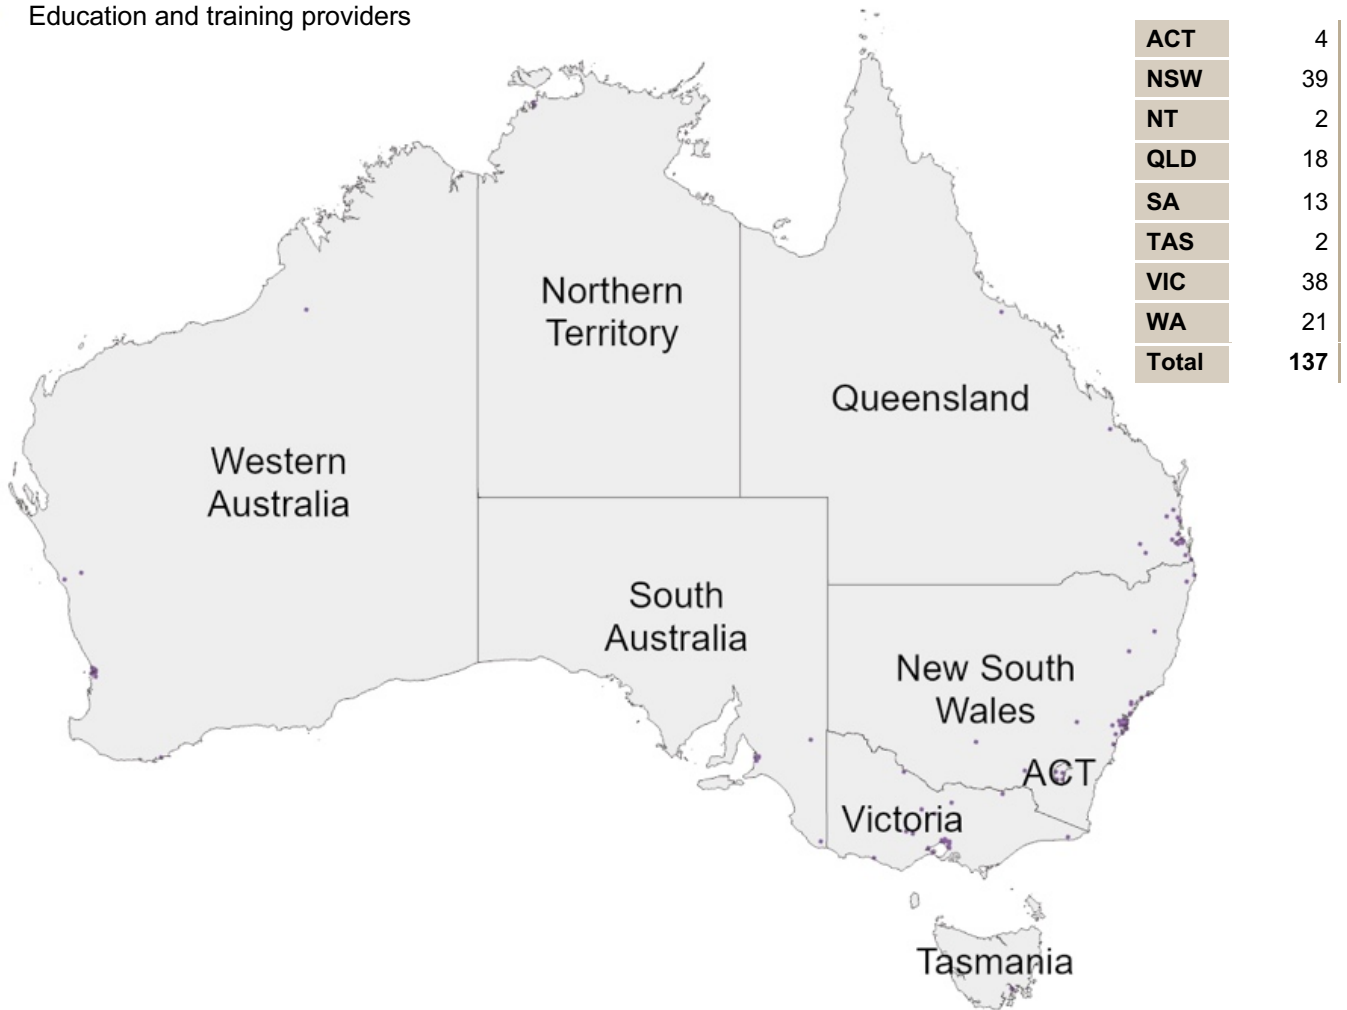 Education and training providers
ACT 4
NSW 39
NT 2
QLD 18
SA 13
TAS 2
VIC 38
WA 21
Total 137
Northern
Territory
Queensland
Western
Australia
South
Australia
New South
Wales
ACT
Victoria
Tasmania